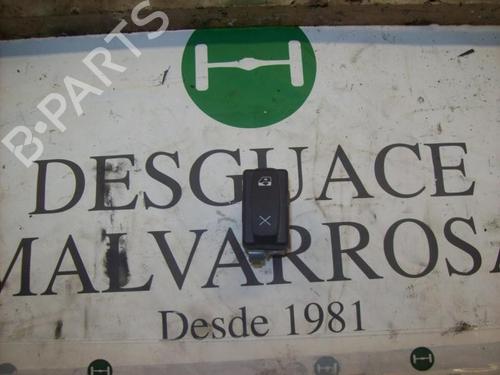 B-PARTS
DESGUACE
MALVARROSA
Desde 1981